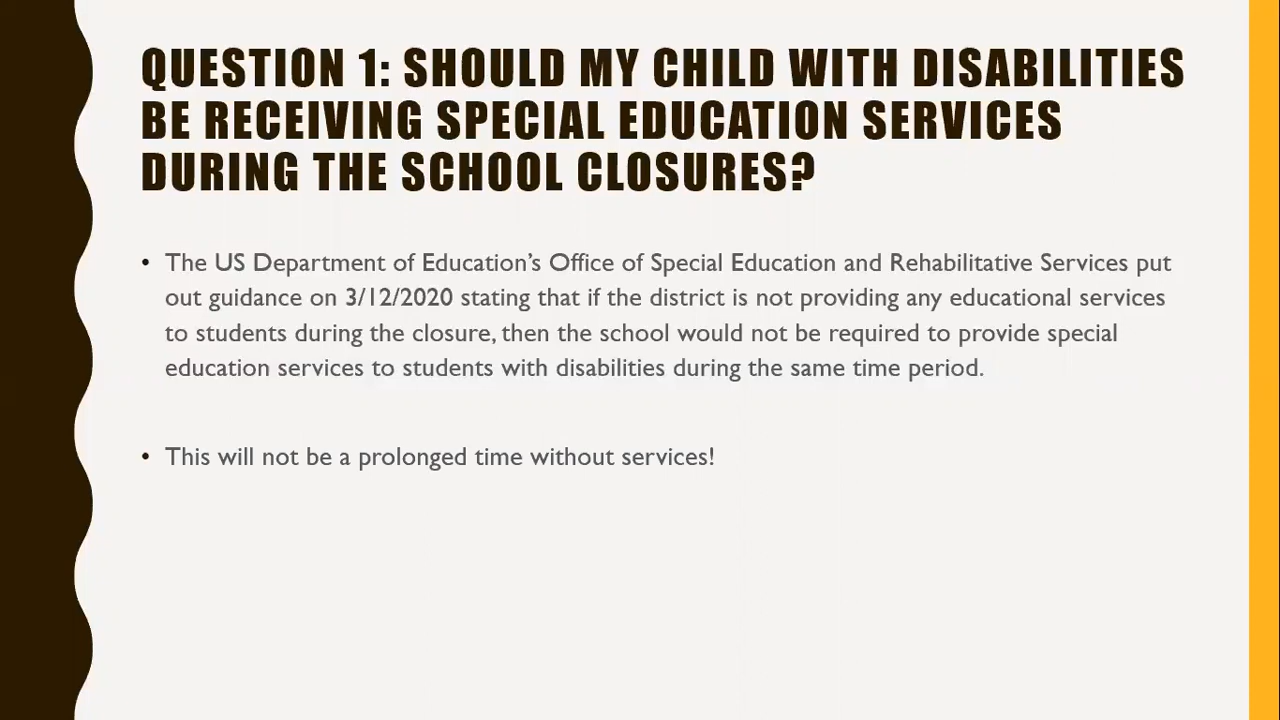 QUESTION 1: SHOULD MY CHILD WITH DISABILITIES
BE RECEIVING SPECIAL EDUCATION SERVICES
DURING THE SCHOOL CLOSURES?
• The US Department of Education’s Office of Special Education and Rehabilitative Services put
out guidance on 3/12/2020 stating that if the district is not providing any educational services
to students during the closure, then the school would not be required to provide special
education services to students with disabilities during the same time period.
• This will not be a prolonged time without services!